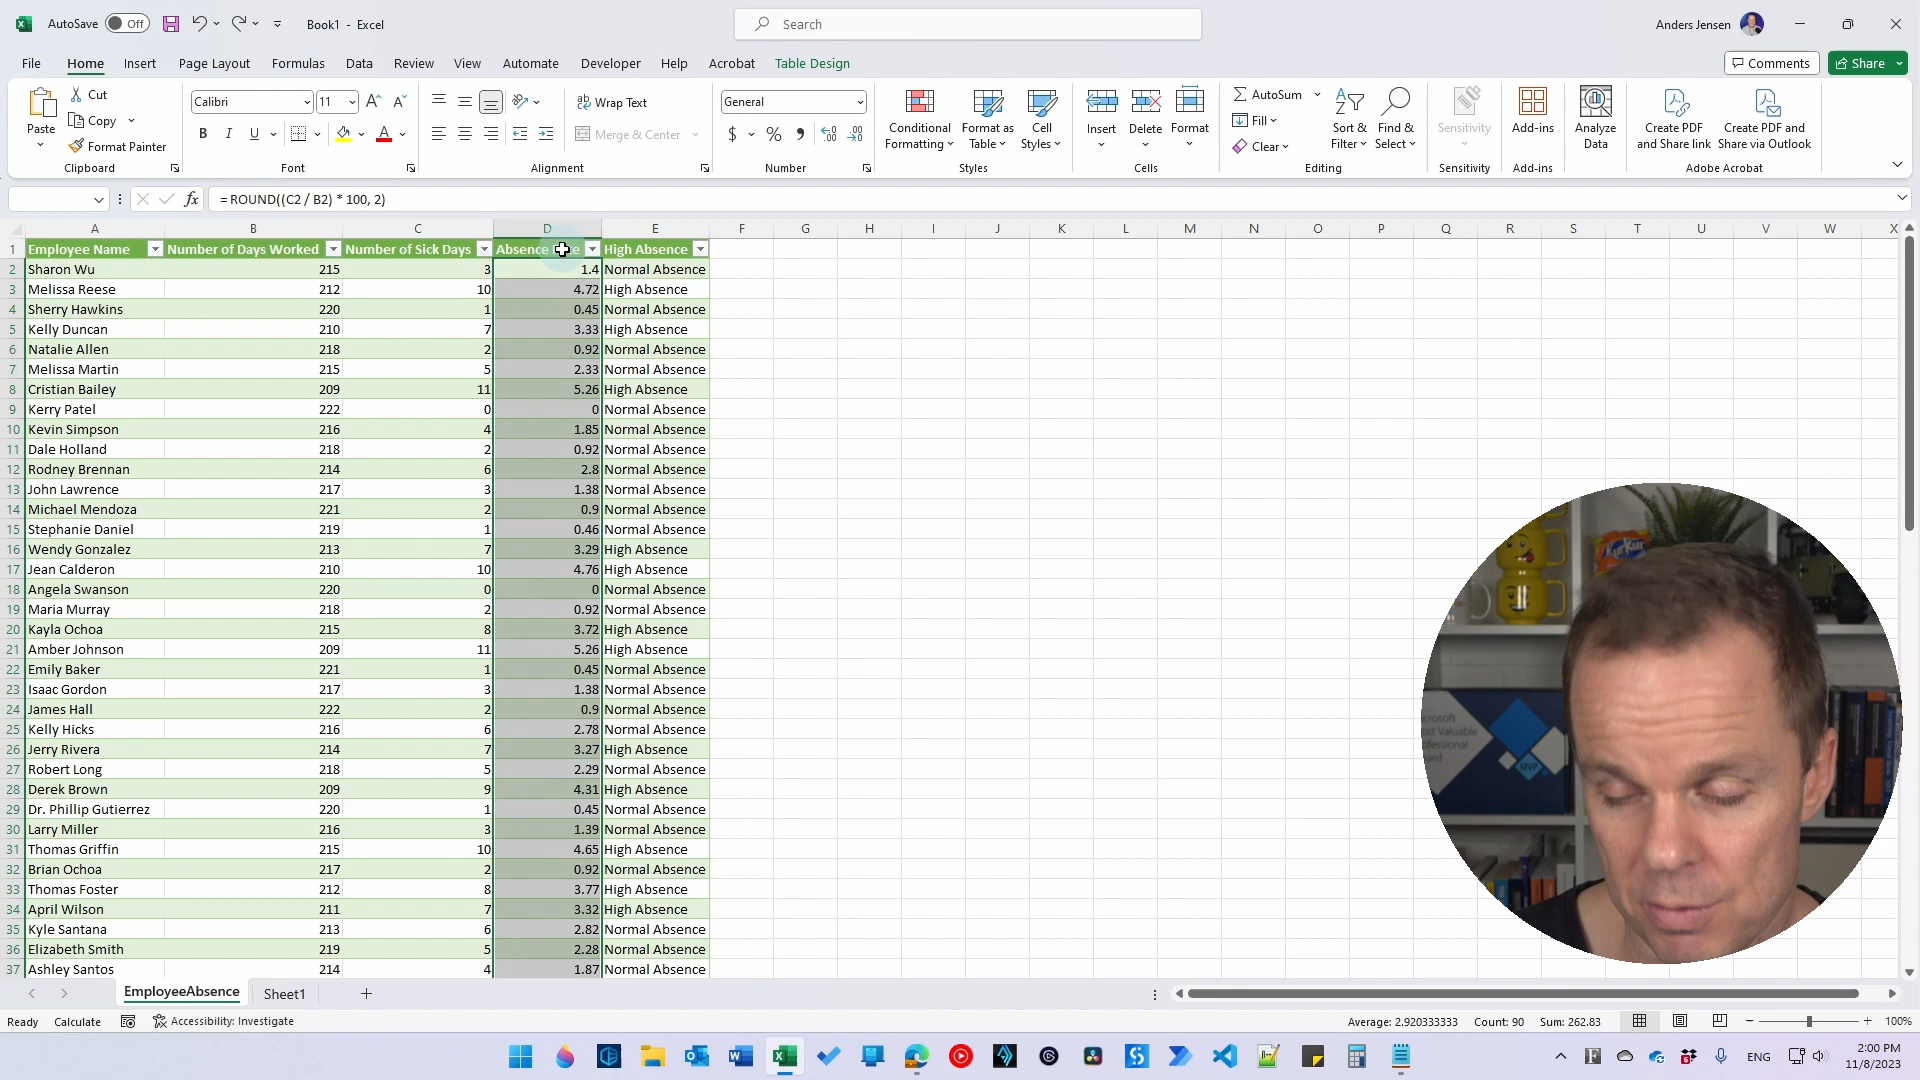 AutoSave Off Book1 - Excel Search Anders Jensen
File Home Insert Page Layout Formulas Data Review View Automate Developer Help Acrobat Table Design Comments Share
Paste
Cut
Copy
Format Painter
Clipboard
Calibri 11
B I U A
Font
Wrap Text
Merge & Center
Alignment
General
$ % ,
Number
Conditional
Formatting
Format as
Table
Cell
Styles
Styles
Insert Delete Format
Cells
AutoSum
Fill
Clear
Sort &
Filter
Find &
Select
Editing
Sensitivity
Sensitivity
Add-ins
Add-ins
Analyze
Data
Create PDF
and Share link
Create PDF and
Share via Outlook
Adobe Acrobat
fx = ROUND((C2 / B2) * 100, 2)
A B C D E F G H I J K L M N O P Q R S T U V W X
1 Employee Name Number of Days Worked Number of Sick Days Absence High Absence
2 Sharon Wu 215 3 1.4 Normal Absence
3 Melissa Reese 212 10 4.72 High Absence
4 Sherry Hawkins 220 1 0.45 Normal Absence
5 Kelly Duncan 210 7 3.33 High Absence
6 Natalie Allen 218 2 0.92 Normal Absence
7 Melissa Martin 215 5 2.33 Normal Absence
8 Cristian Bailey 209 11 5.26 High Absence
9 Kerry Patel 222 0 0 Normal Absence
10 Kevin Simpson 216 4 1.85 Normal Absence
11 Dale Holland 218 2 0.92 Normal Absence
12 Rodney Brennan 214 6 2.8 Normal Absence
13 John Lawrence 217 3 1.38 Normal Absence
14 Michael Mendoza 221 2 0.9 Normal Absence
15 Stephanie Daniel 219 1 0.46 Normal Absence
16 Wendy Gonzalez 213 7 3.29 High Absence
17 Jean Calderon 210 10 4.76 High Absence
18 Angela Swanson 220 0 0 Normal Absence
19 Maria Murray 218 2 0.92 Normal Absence
20 Kayla Ochoa 215 8 3.72 High Absence
21 Amber Johnson 209 11 5.26 High Absence
22 Emily Baker 221 1 0.45 Normal Absence
23 Isaac Gordon 217 3 1.38 Normal Absence
24 James Hall 222 2 0.9 Normal Absence
25 Kelly Hicks 216 6 2.78 Normal Absence
26 Jerry Rivera 214 7 3.27 High Absence
27 Robert Long 218 5 2.29 Normal Absence
28 Derek Brown 209 9 4.31 High Absence
29 Dr. Phillip Gutierrez 220 1 0.45 Normal Absence
30 Larry Miller 216 3 1.39 Normal Absence
31 Thomas Griffin 215 10 4.65 High Absence
32 Brian Ochoa 217 2 0.92 Normal Absence
33 Thomas Foster 212 8 3.77 High Absence
34 April Wilson 211 7 3.32 High Absence
35 Kyle Santana 213 6 2.82 Normal Absence
36 Elizabeth Smith 219 5 2.28 Normal Absence
37 Ashley Santos 214 4 1.87 Normal Absence
Kurkur
crosoft
ost Valuable
ofessional
ard
MVP
EmployeeAbsence Sheet1
Ready Calculate Accessibility: Investigate Average: 2.920333333 Count: 90 Sum: 262.83 100%
ENG 2:00 PM
11/8/2023